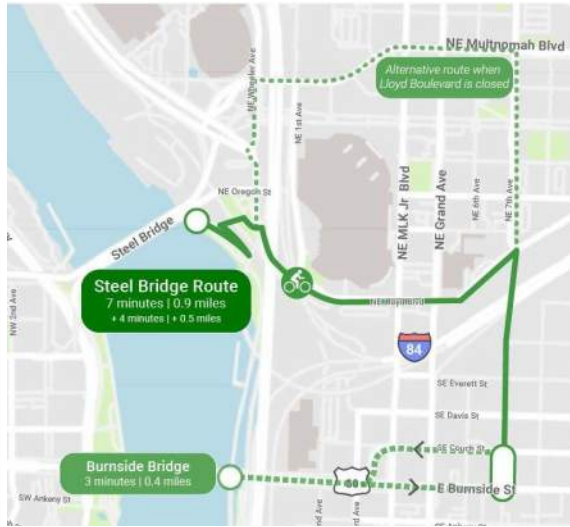 NE Multnomah Blvd
Alternative route when
Lloyd Boulevard is closed
NE Wheeler Ave
NE 1st Ave
NE Oregon St
NE MLK Jr Blvd
NE Grand Ave
NE 6th Ave
NE 7th Ave
Steel Bridge
Steel Bridge Route
7 minutes | 0.9 miles
+ 4 minutes | + 0.5 miles
NE Lloyd Blvd
NW 2nd Ave
84
SE Everett St
SE Davis St
SE Couch St
Burnside Bridge
3 minutes | 0.4 miles
E Burnside St
SW Ankeny St